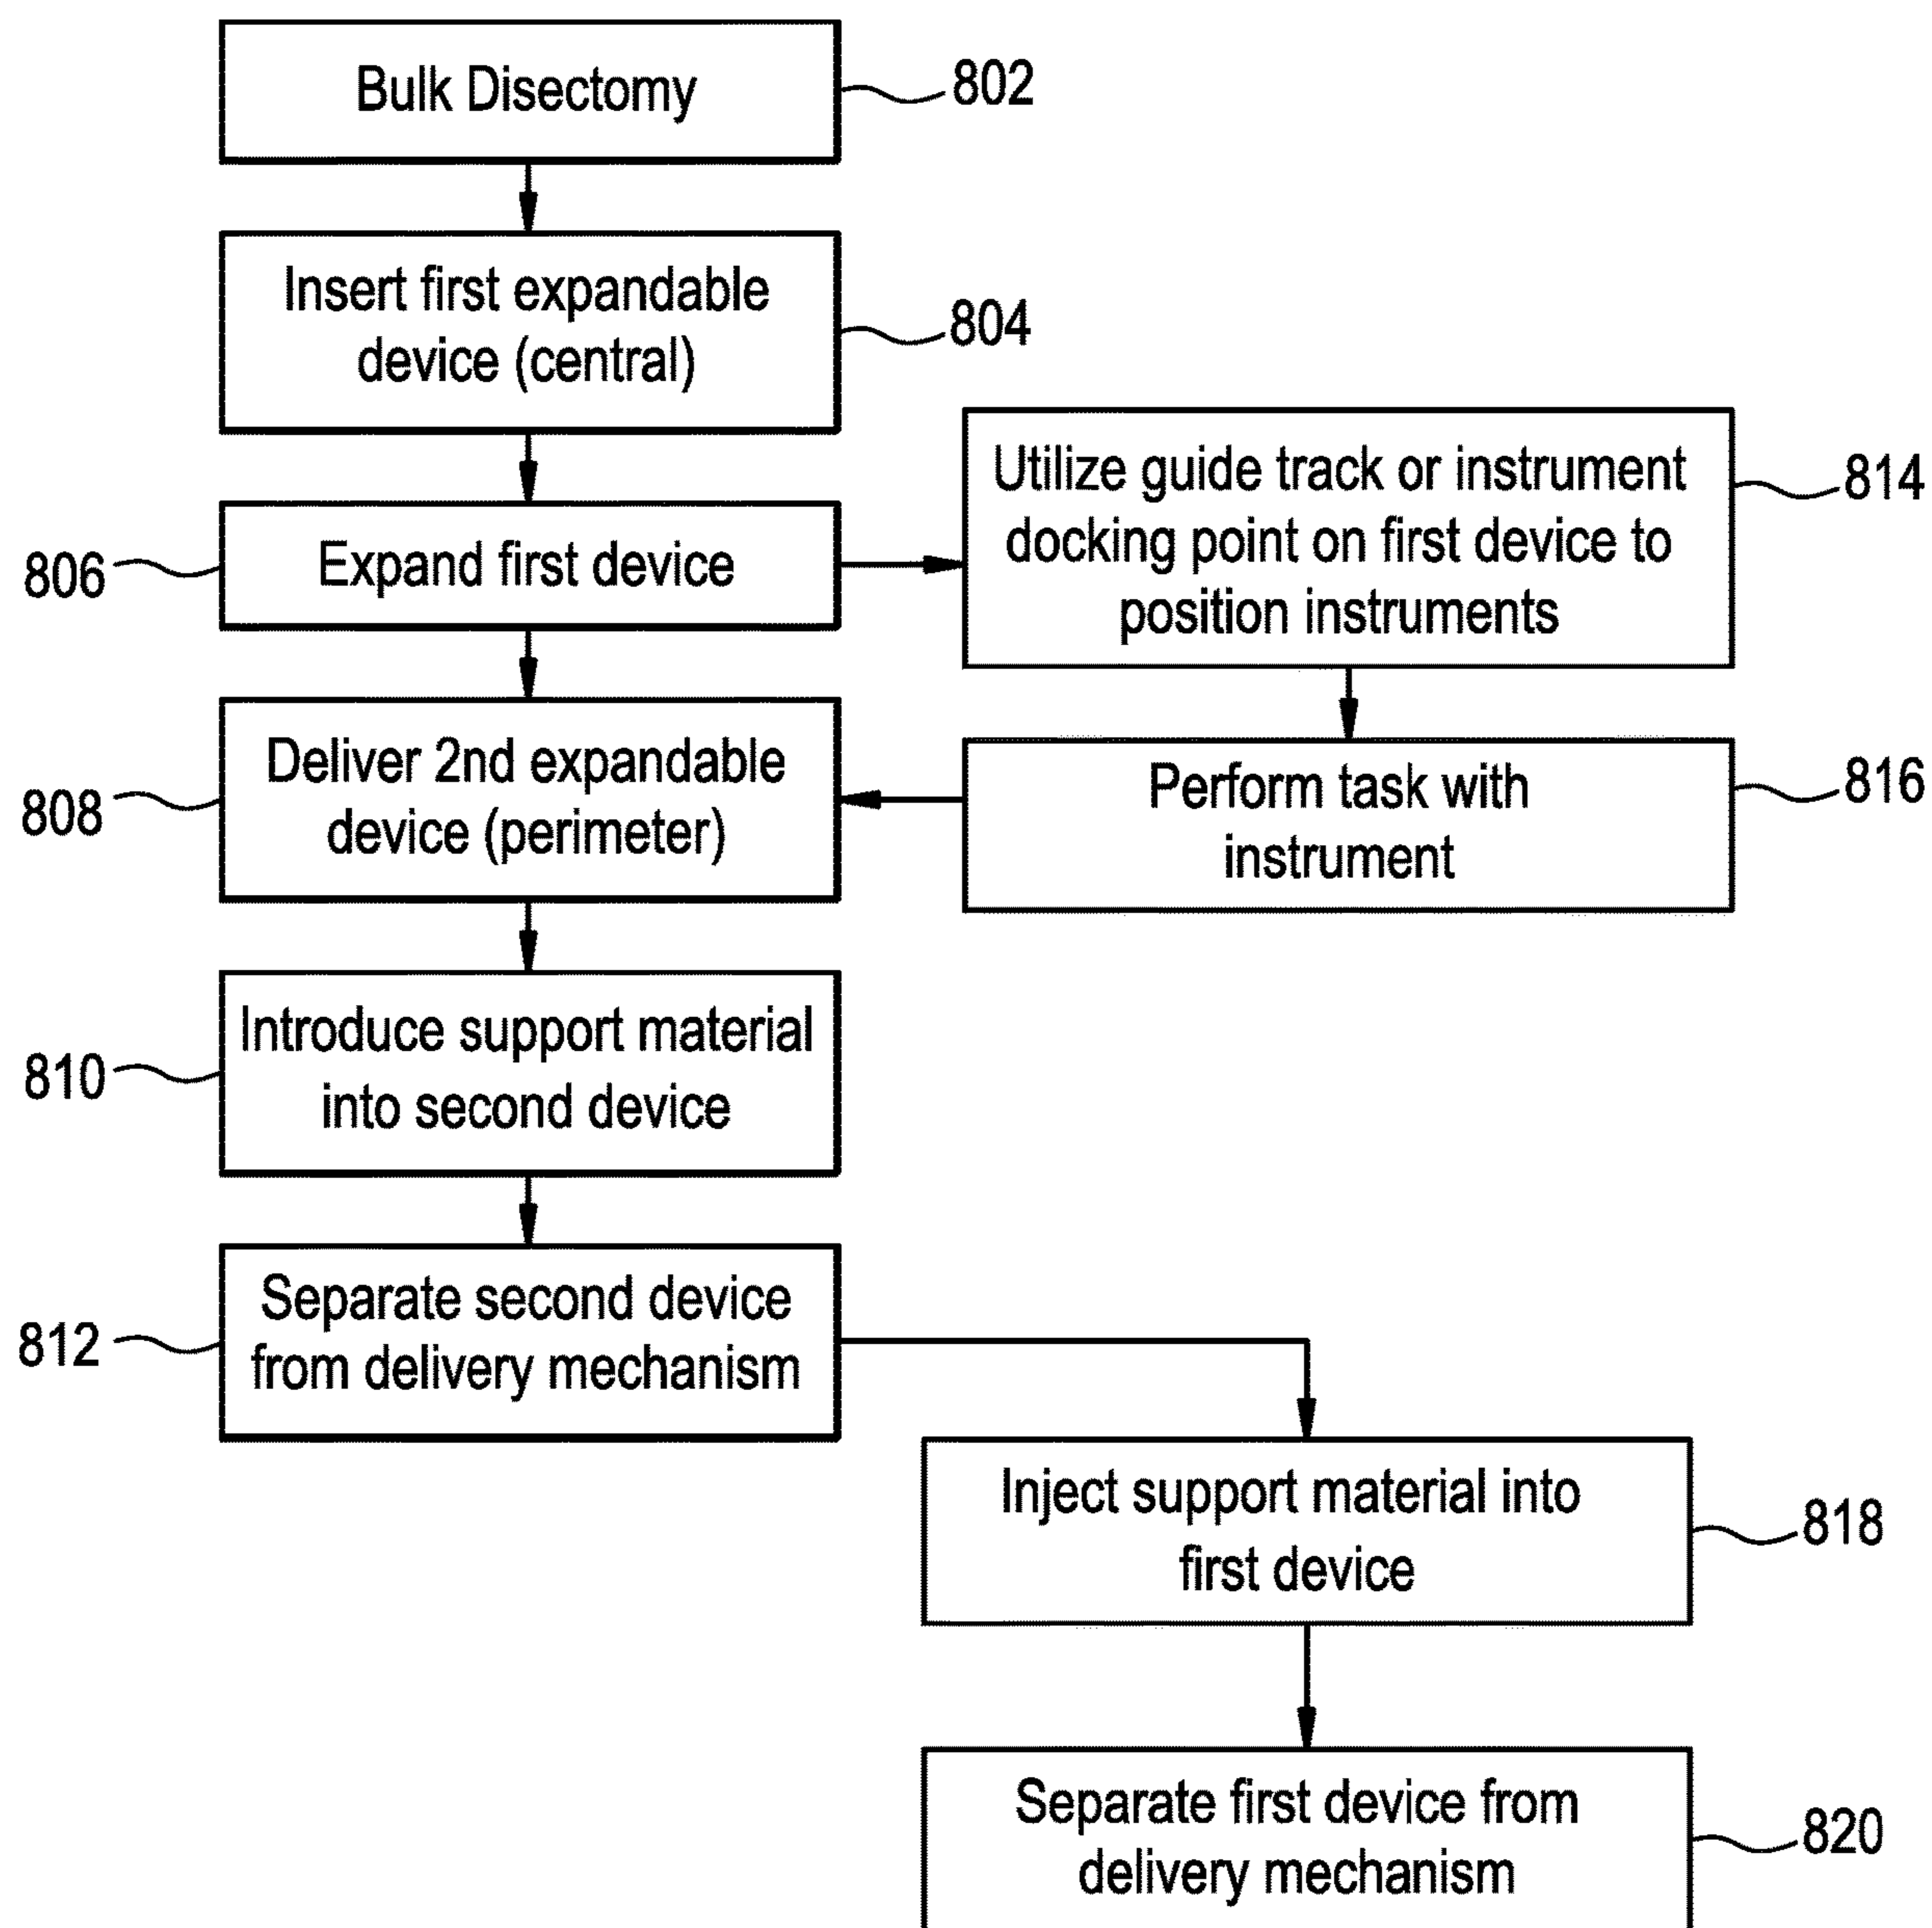 Bulk Disectomy
802
Insert first expandable
device (central)
804
806
Expand first device
Utilize guide track or instrument
docking point on first device to
position instruments
814
808
Deliver 2nd expandable
device (perimeter)
Perform task with
instrument
816
810
Introduce support material
into second device
812
Separate second device
from delivery mechanism
Inject support material into
first device
818
Separate first device from
delivery mechanism
820